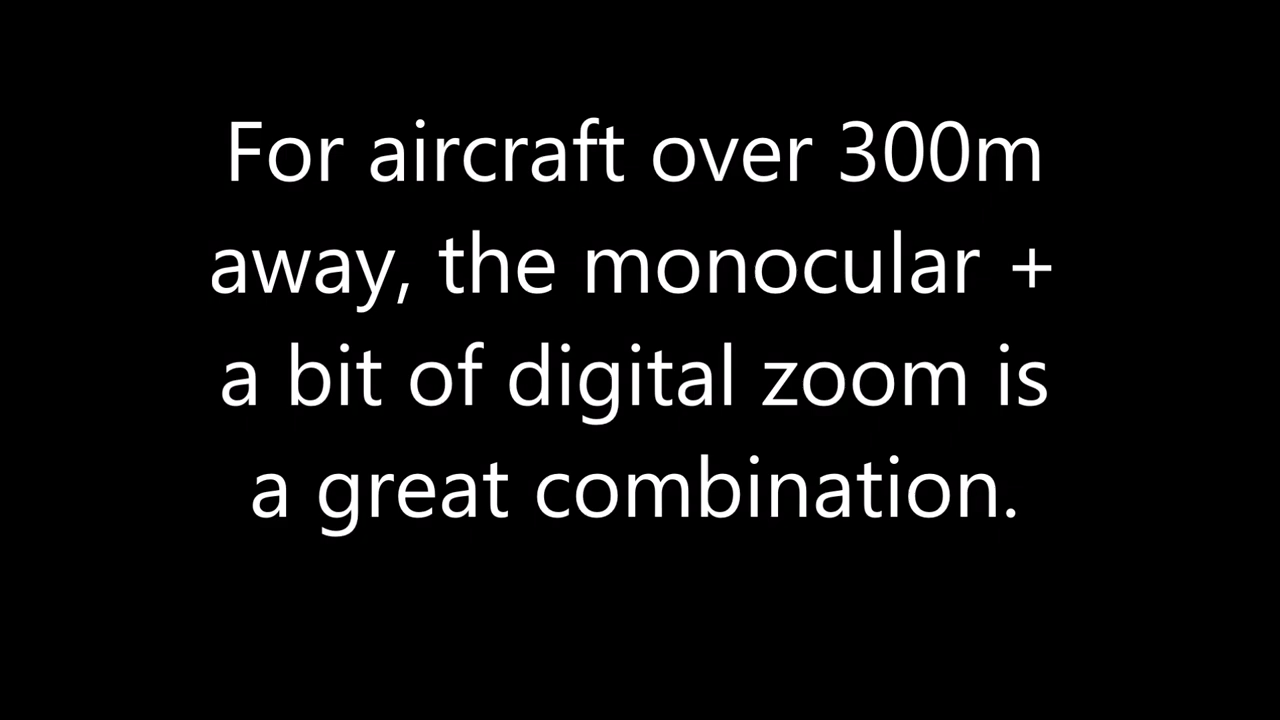 For aircraft over 300m
away, the monocular +
a bit of digital zoom is
a great combination.